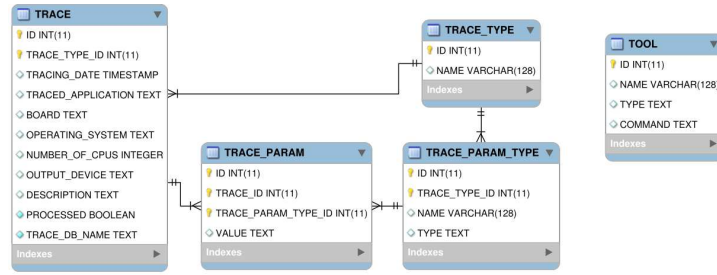 TRACE
ID INT(11)
TRACE_TYPE_ID INT(11)
TRACING_DATE TIMESTAMP
TRACED_APPLICATION TEXT
BOARD TEXT
OPERATING_SYSTEM TEXT
NUMBER_OF_CPUS INTEGER
OUTPUT_DEVICE TEXT
DESCRIPTION TEXT
PROCESSED BOOLEAN
TRACE_DB_NAME TEXT
Indexes
TRACE_PARAM
ID INT(11)
TRACE_ID INT(11)
TRACE_PARAM_TYPE_ID INT(11)
VALUE TEXT
Indexes
TRACE_TYPE
ID INT(11)
NAME VARCHAR(128)
Indexes
TRACE_PARAM_TYPE
ID INT(11)
TRACE_TYPE_ID INT(11)
NAME VARCHAR(128)
TYPE TEXT
Indexes
TOOL
ID INT(11)
NAME VARCHAR(128)
TYPE TEXT
COMMAND TEXT
Indexes